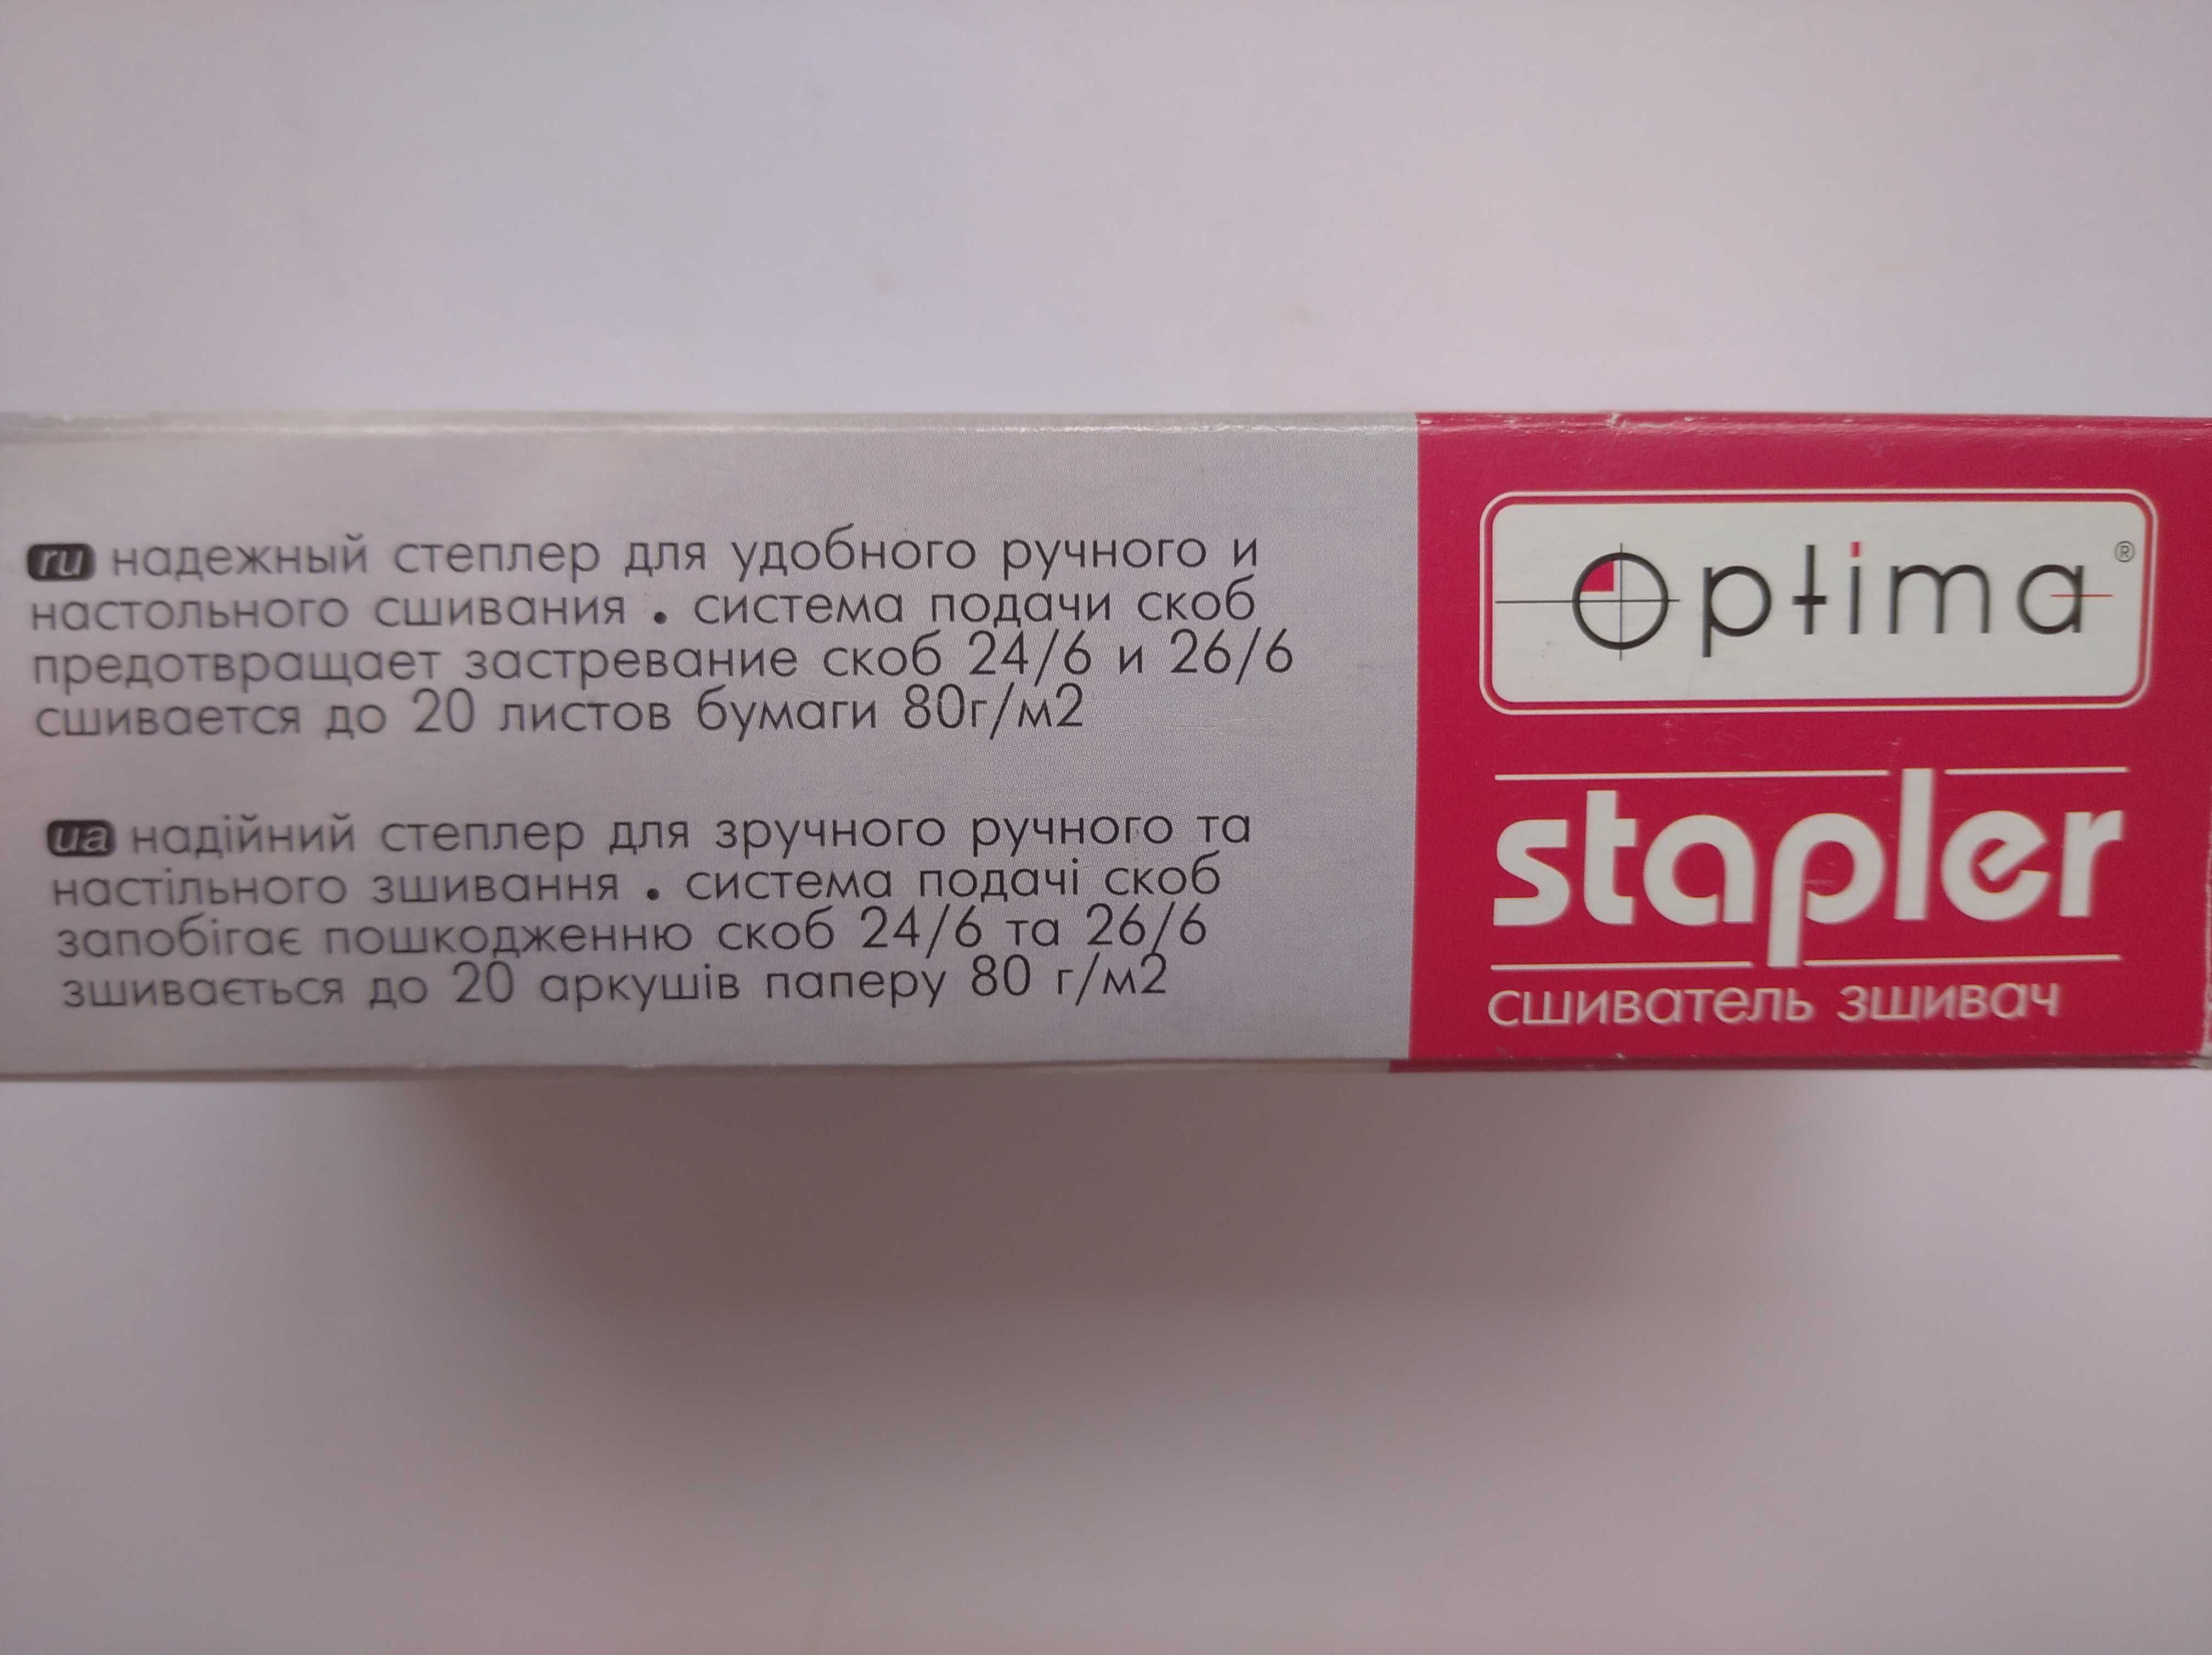 ru надежный степлер для удобного ручного и
настольного сшивания • система подачи скоб
предотвращает застревание скоб 24/6 и 26/6
сшивается до 20 листов бумаги 80г/м2
ua надійний степлер для зручного ручного та
настільного зшивання • система подачі скоб
запобігає пошкодженню скоб 24/6 та 26/6
зшивається до 20 аркушів паперу 80 г/м2
Optima®
stapler
сшиватель зшивач